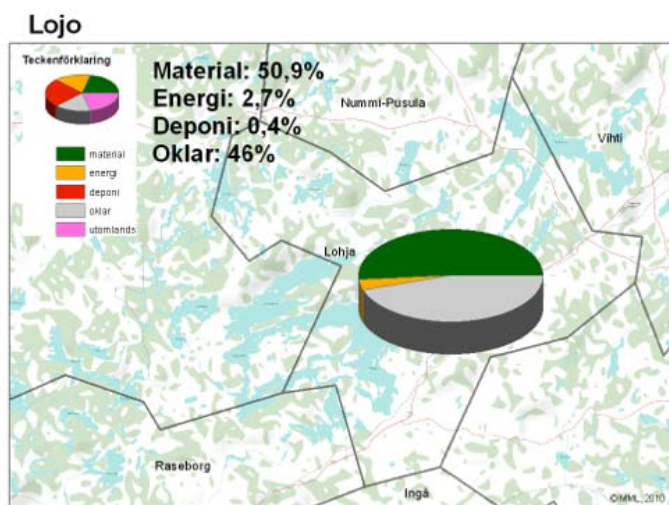 Lojo
Teckenförklaring
material
energi
deponi
oklar
utomlands
Material: 50,9%
Energi: 2,7%
Deponi: 0,4%
Oklar: 46%
Nummi-Pusula
Vihti
Lohja
Raseborg
Ingå
©MML, 2010